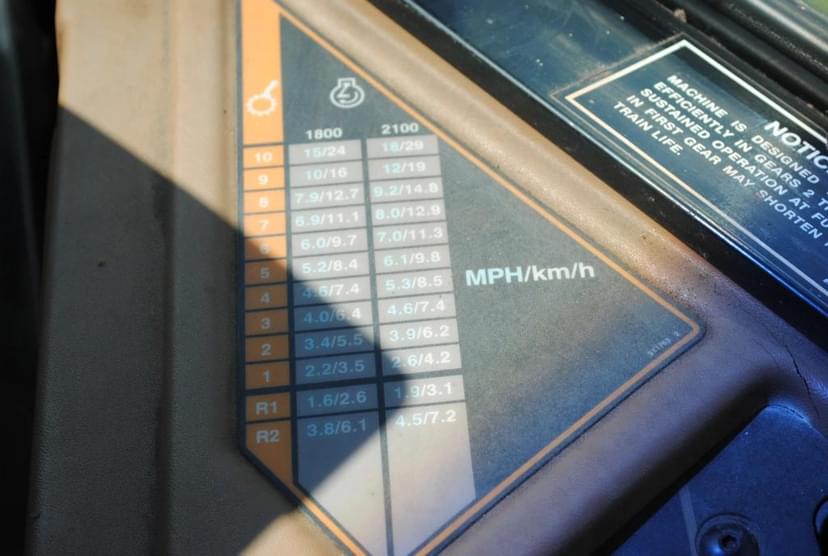 1800 2100
10 15/24 18/29
9 10/16 12/19
8 7.9/12.7 9.2/14.8
7 6.9/11.1 8.0/12.9
6 6.0/9.7 7.0/11.3
5 5.2/8.4 6.1/9.8
4 4.6/7.4 5.3/8.5
3 4.0/6.4 4.6/7.4
2 3.4/5.5 3.9/6.2
1 2.2/3.5 2.6/4.2
R1 1.6/2.6 1.9/3.1
R2 3.8/6.1 4.5/7.2
MPH/km/h
MACHINE IS DESIGNED
EFFICIENTLY IN GEARS 2
SUSTAINED OPERATION AT
IN FIRST GEAR MAY SHORTEN
TRAIN LIFE.